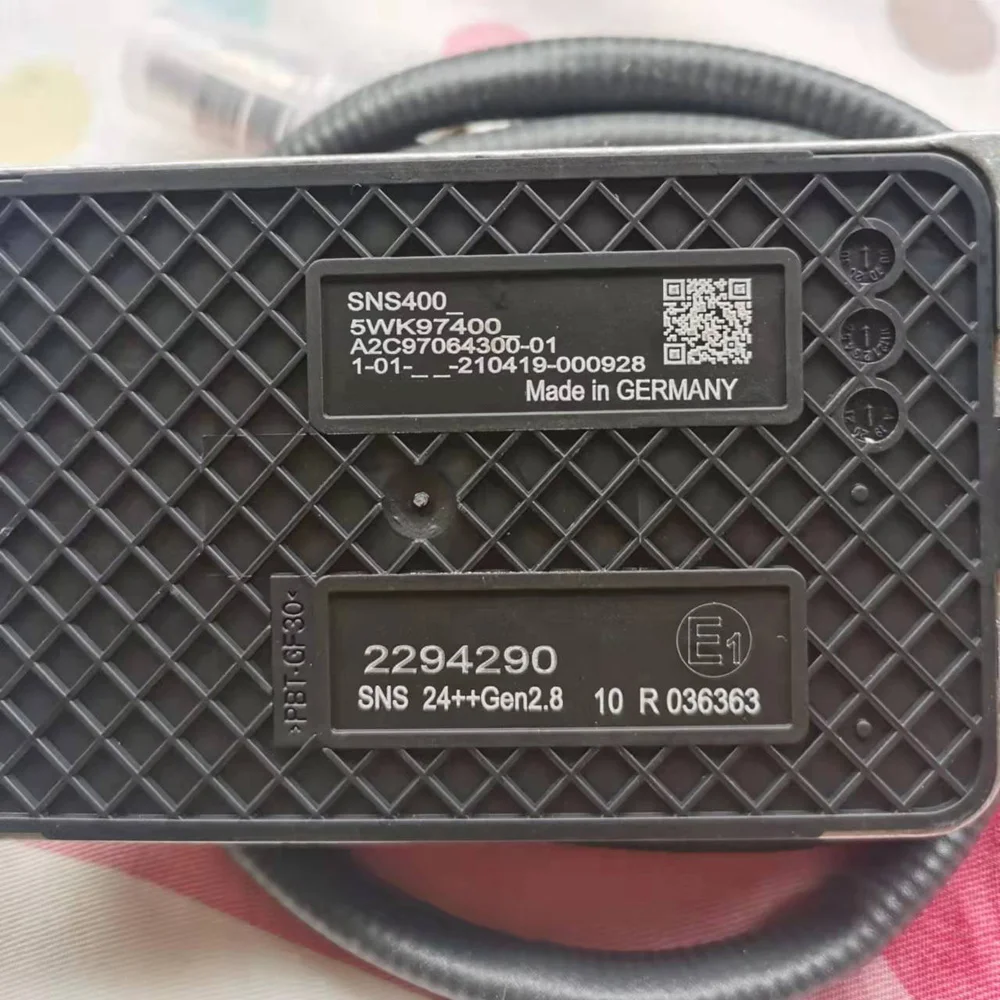 SNS400_
5WK97400_
A2C97064300-01
1-01-_ _-210419-000928
Made in GERMANY
>PBT-GF30<
2294290
E1
SNS 24++Gen2.8 10 R 036363